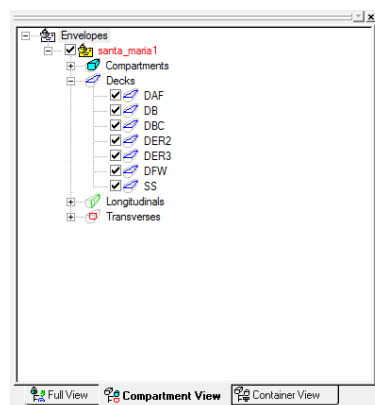 Envelopes
santa_maria1
Compartments
Decks
DAF
DB
DBC
DER2
DER3
DFW
SS
Longitudinals
Transverses
Full View Compartment View Container View